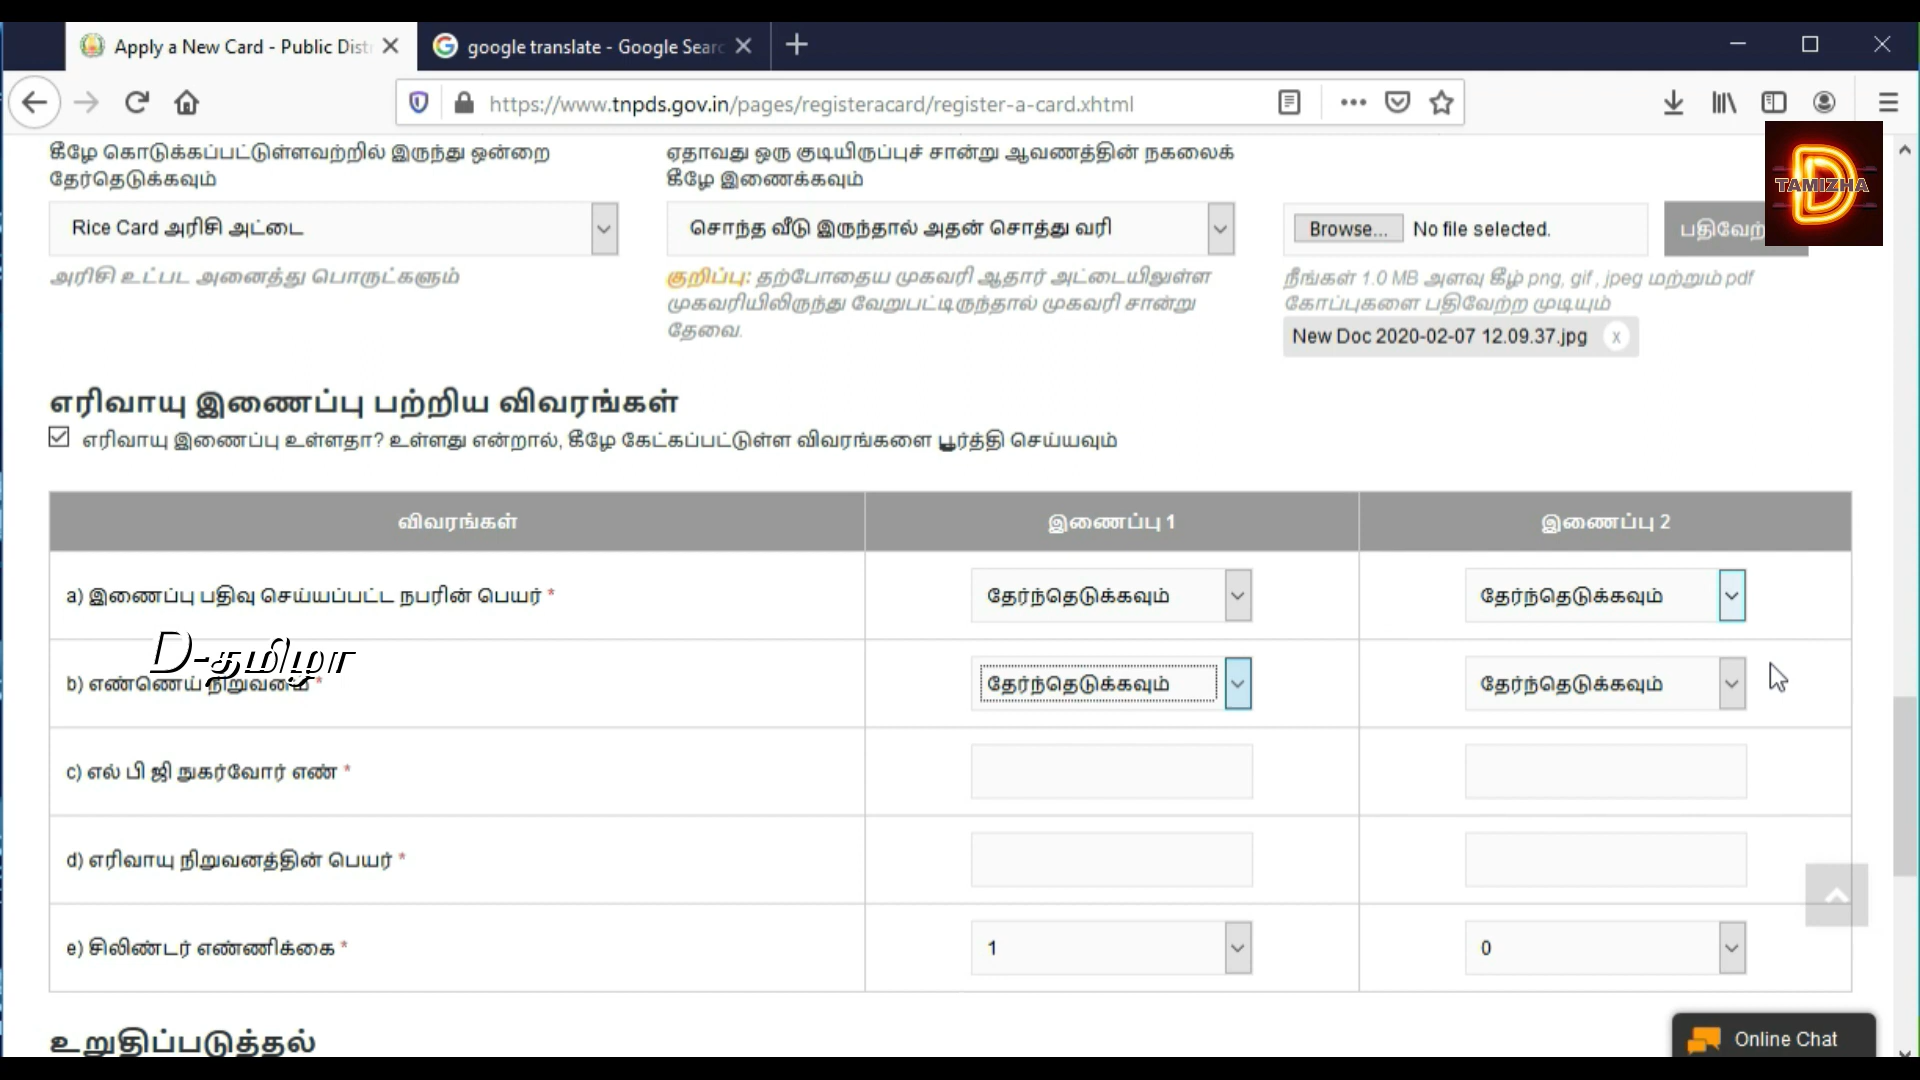 Apply a New Card - Public Distr
google translate - Google Searc
https://www.tnpds.gov.in/pages/registeracard/register-a-card.xhtml
TAMIZHA
கீழே கொடுக்கப்பட்டுள்ளவற்றில் இருந்து ஒன்றை
தேர்தெடுக்கவும்
ஏதாவது ஒரு குடியிருப்புச் சான்று ஆவணத்தின் நகலைக்
கீழே இணைக்கவும்
Rice Card அரிசி அட்டை
சொந்த வீடு இருந்தால் அதன் சொத்து வரி
Browse... No file selected.
அரிசி உட்பட அனைத்து பொருட்களும்
குறிப்பு: தற்போதைய முகவரி ஆதார் அட்டையிலுள்ள
முகவரியிலிருந்து வேறுபட்டிருந்தால் முகவரி சான்று
தேவை.
நீங்கள் 1.0 MB அளவு கீழ் png, gif , jpeg மற்றும் pdf
கோப்புகளை பதிவேற்ற முடியும்
New Doc 2020-02-07 12.09.37.jpg x
எரிவாயு இணைப்பு பற்றிய விவரங்கள்
எரிவாயு இணைப்பு உள்ளதா? உள்ளது என்றால், கீழே கேட்கப்பட்டுள்ள விவரங்களை பூர்த்தி செய்யவும்
விவரங்கள் இணைப்பு 1 இணைப்பு 2
a) இணைப்பு பதிவு செய்யப்பட்ட நபரின் பெயர் * தேர்ந்தெடுக்கவும் தேர்ந்தெடுக்கவும்
D-தமிழா
b) எண்ணெய் நிறுவனம் * தேர்ந்தெடுக்கவும் தேர்ந்தெடுக்கவும்
c) எல் பி ஜி நுகர்வோர் எண் *
d) எரிவாயு நிறுவனத்தின் பெயர் *
e) சிலிண்டர் எண்ணிக்கை * 1 0
உறுதிப்படுத்தல்
Online Chat